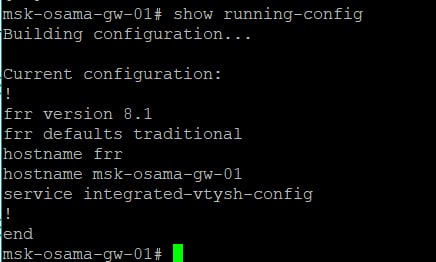 msk-osama-gw-01# show running-config
Building configuration...
Current configuration:
!
frr version 8.1
frr defaults traditional
hostname frr
hostname msk-osama-gw-01
service integrated-vtysh-config
!
end
msk-osama-gw-01#